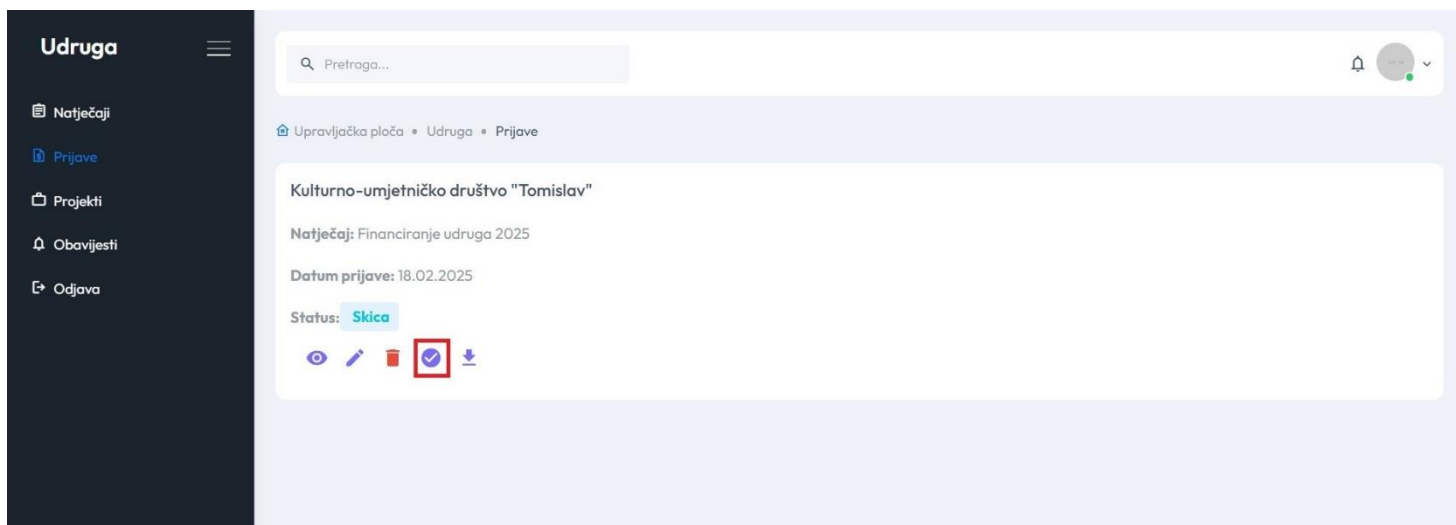 Udruga
Pretraga...
Natječaji
Prijave
Projekti
Obavijesti
Odjava
Upravljačka ploča • Udruga • Prijave
Kulturno-umjetničko društvo "Tomislav"
Natječaj: Financiranje udruga 2025
Datum prijave: 18.02.2025
Status: Skica